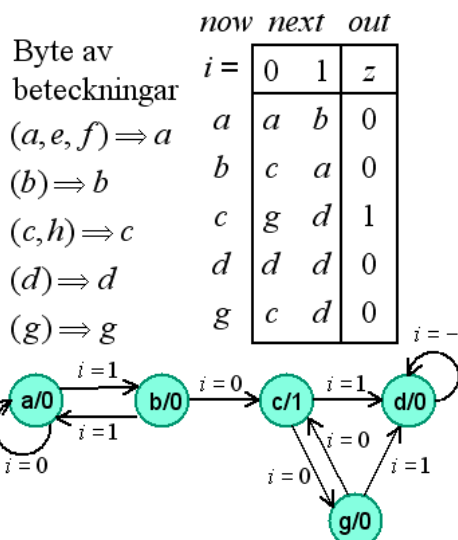 now next out
Byte av
beteckningar
i = 0 1 z
(a, e, f) ⇒ a
a a b 0
(b) ⇒ b
b c a 0
(c, h) ⇒ c
c g d 1
(d) ⇒ d
d d d 0
(g) ⇒ g
g c d 0
i = –
i = 1
i = 0
i = 1
a/0
b/0
c/1
d/0
i = 1
i = 0
i = 0
i = 0
i = 1
g/0